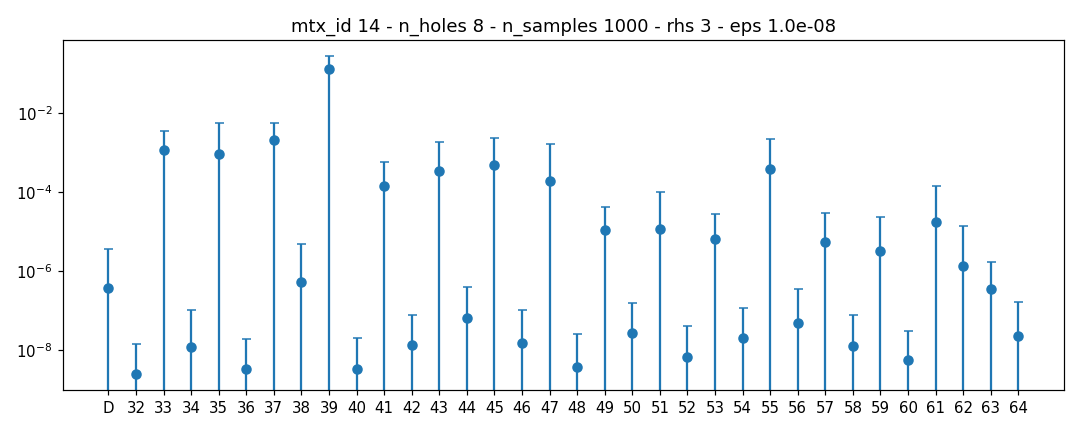 mtx_id 14 - n_holes 8 - n_samples 1000 - rhs 3 - eps 1.0e-08
10⁻²
10⁻⁴
10⁻⁶
10⁻⁸
D 32 33 34 35 36 37 38 39 40 41 42 43 44 45 46 47 48 49 50 51 52 53 54 55 56 57 58 59 60 61 62 63 64